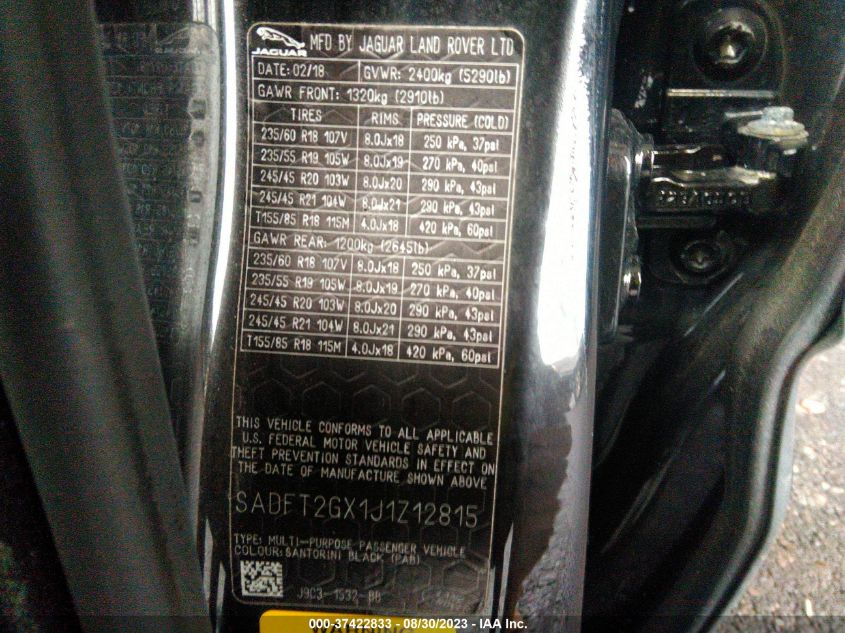 JAGUAR MFD BY JAGUAR LAND ROVER LTD
DATE: 02/18 GVWR: 2400kg (5290lb)
GAWR FRONT: 1320kg (2910lb)
TIRES RIMS PRESSURE (COLD)
235/60 R18 107V 8.0Jx18 250 kPa, 37psi
235/55 R19 105W 8.0Jx19 270 kPa, 40psi
245/45 R20 103W 8.0Jx20 290 kPa, 43psi
245/45 R21 104W 8.0Jx21 290 kPa, 43psi
T155/85 R18 115M 4.0Jx18 420 kPa, 60psi
GAWR REAR: 1200kg (2645lb)
235/60 R18 107V 8.0Jx18 250 kPa, 37psi
235/55 R19 105W 8.0Jx19 270 kPa, 40psi
245/45 R20 103W 8.0Jx20 290 kPa, 43psi
245/45 R21 104W 8.0Jx21 290 kPa, 43psi
T155/85 R18 115M 4.0Jx18 420 kPa, 60psi
THIS VEHICLE CONFORMS TO ALL APPLICABLE
U.S. FEDERAL MOTOR VEHICLE SAFETY AND
THEFT PREVENTION STANDARDS IN EFFECT ON
THE DATE OF MANUFACTURE SHOWN ABOVE
SADFT2GX1J1Z12815
TYPE: MULTI-PURPOSE PASSENGER VEHICLE
COLOUR: SANTORINI BLACK (PAB)
J9C3-1532-BB
WARNING
000-37422833 - 08/30/2023 - IAA Inc.